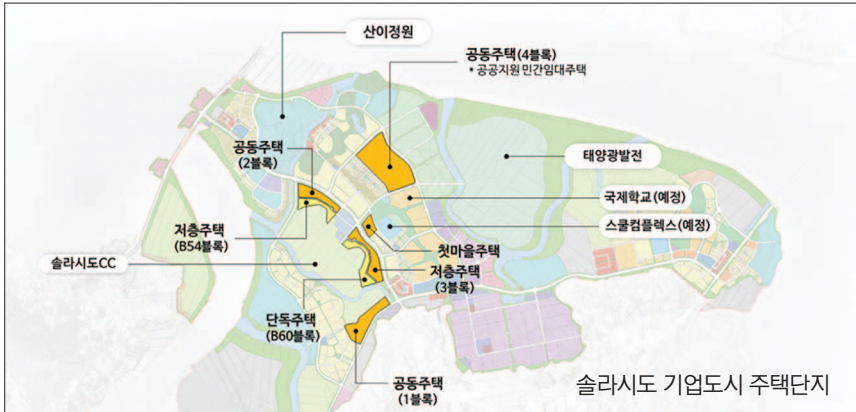 산이정원
공동주택(4블록)
* 공공지원 민간임대주택
공동주택
(2블록)
태양광발전
국제학교(예정)
저층주택
(B54블록)
스쿨컴플렉스(예정)
첫마을주택
솔라시도CC
저층주택
(3블록)
단독주택
(B60블록)
공동주택
(1블록)
솔라시도 기업도시 주택단지